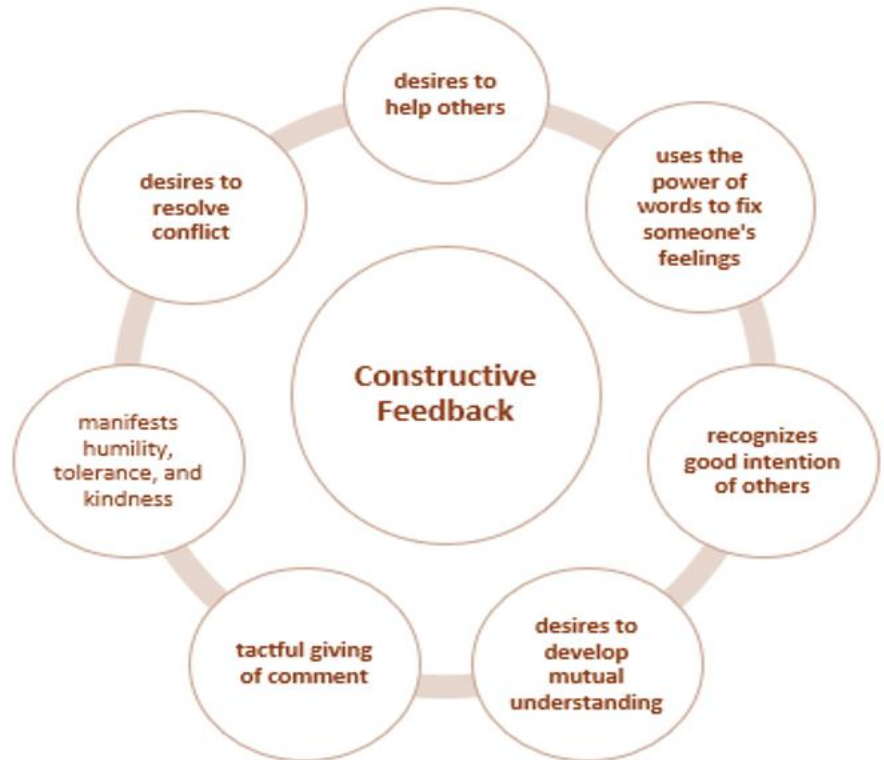 desires to
help others
uses the
power of
words to fix
someone's
feelings
recognizes
good intention
of others
desires to
develop
mutual
understanding
tactful giving
of comment
manifests
humility,
tolerance, and
kindness
desires to
resolve
conflict
Constructive
Feedback